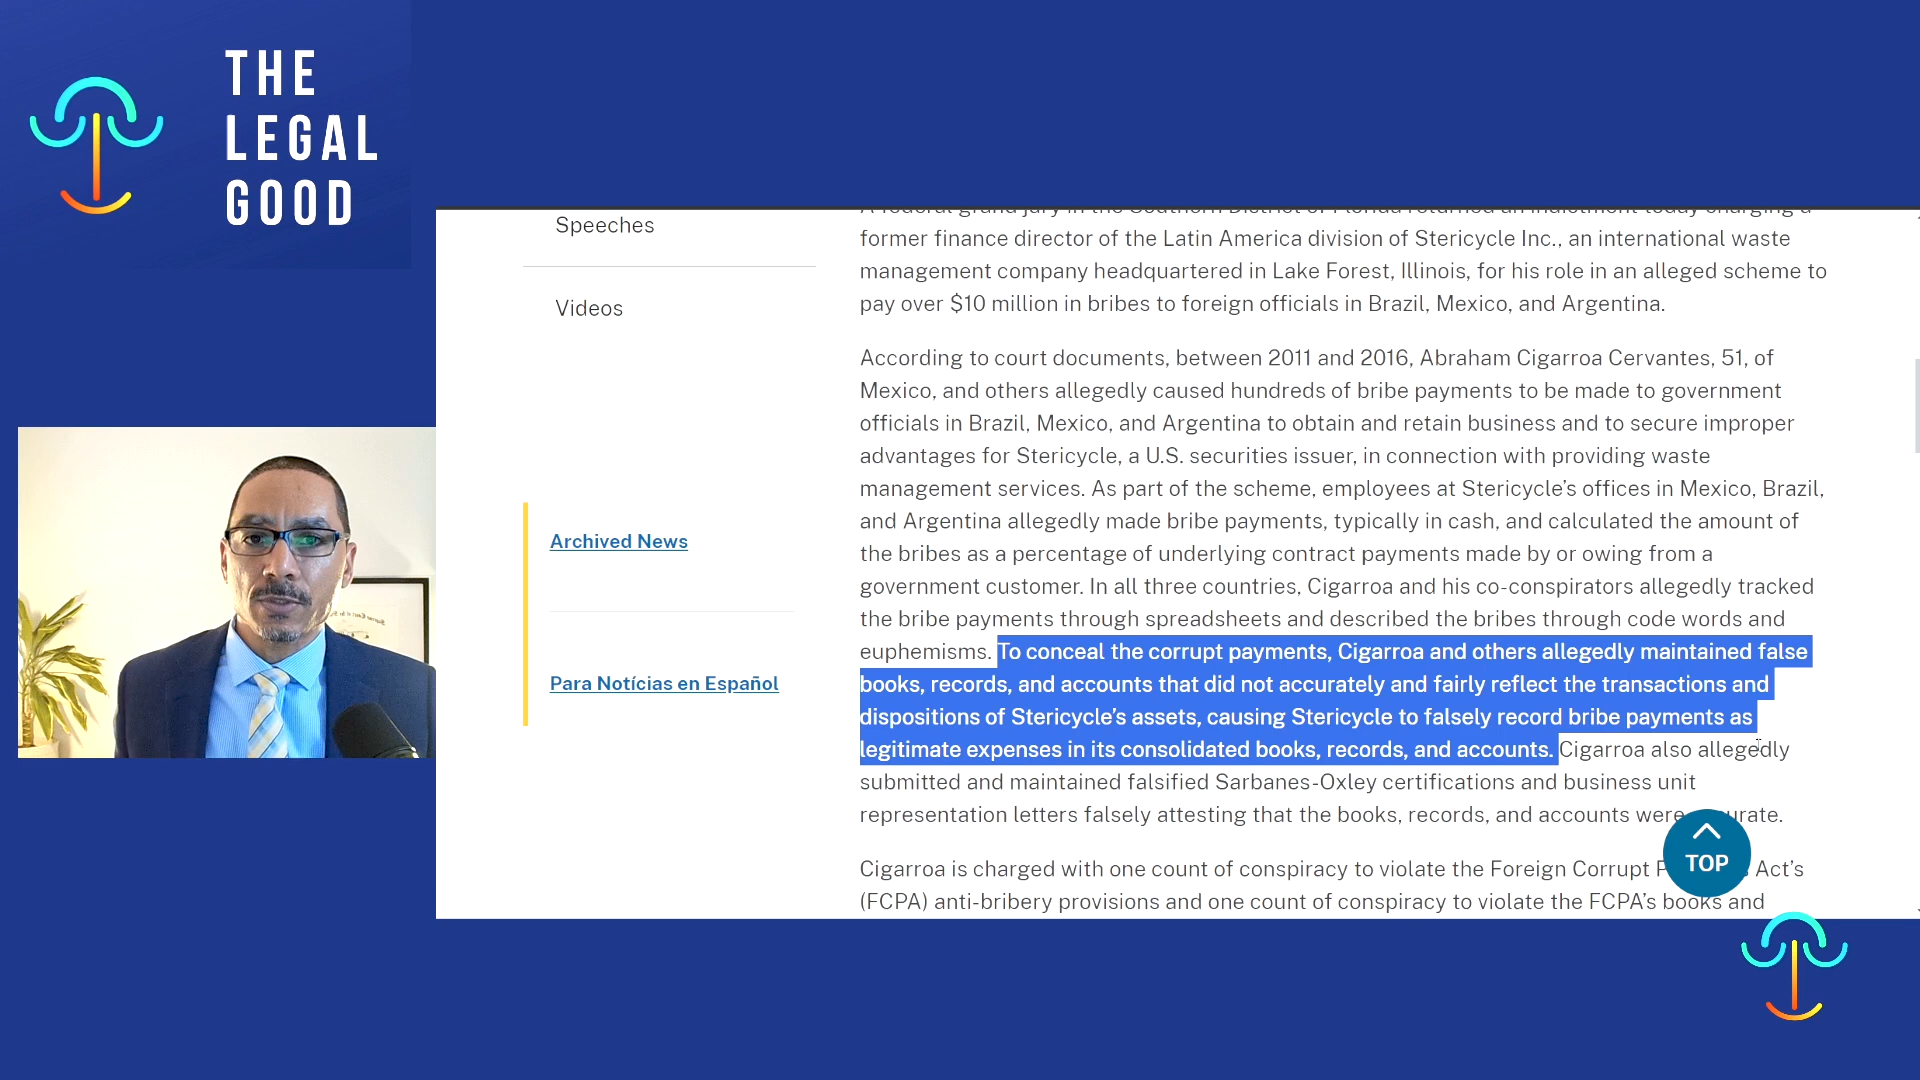 THE
LEGAL
GOOD
Speeches
Videos
Archived News
Para Notícias en Español
A federal grand jury in the Southern District of Florida returned an indictment today charging a
former finance director of the Latin America division of Stericycle Inc., an international waste
management company headquartered in Lake Forest, Illinois, for his role in an alleged scheme to
pay over $10 million in bribes to foreign officials in Brazil, Mexico, and Argentina.
According to court documents, between 2011 and 2016, Abraham Cigarroa Cervantes, 51, of
Mexico, and others allegedly caused hundreds of bribe payments to be made to government
officials in Brazil, Mexico, and Argentina to obtain and retain business and to secure improper
advantages for Stericycle, a U.S. securities issuer, in connection with providing waste
management services. As part of the scheme, employees at Stericycle’s offices in Mexico, Brazil,
and Argentina allegedly made bribe payments, typically in cash, and calculated the amount of
the bribes as a percentage of underlying contract payments made by or owing from a
government customer. In all three countries, Cigarroa and his co-conspirators allegedly tracked
the bribe payments through spreadsheets and described the bribes through code words and
euphemisms. To conceal the corrupt payments, Cigarroa and others allegedly maintained false
books, records, and accounts that did not accurately and fairly reflect the transactions and
dispositions of Stericycle’s assets, causing Stericycle to falsely record bribe payments as
legitimate expenses in its consolidated books, records, and accounts. Cigarroa also allegedly
submitted and maintained falsified Sarbanes-Oxley certifications and business unit
representation letters falsely attesting that the books, records, and accounts were
Cigarroa is charged with one count of conspiracy to violate the Foreign Corrupt Act’s
(FCPA) anti-bribery provisions and one count of conspiracy to violate the FCPA’s books and
TOP